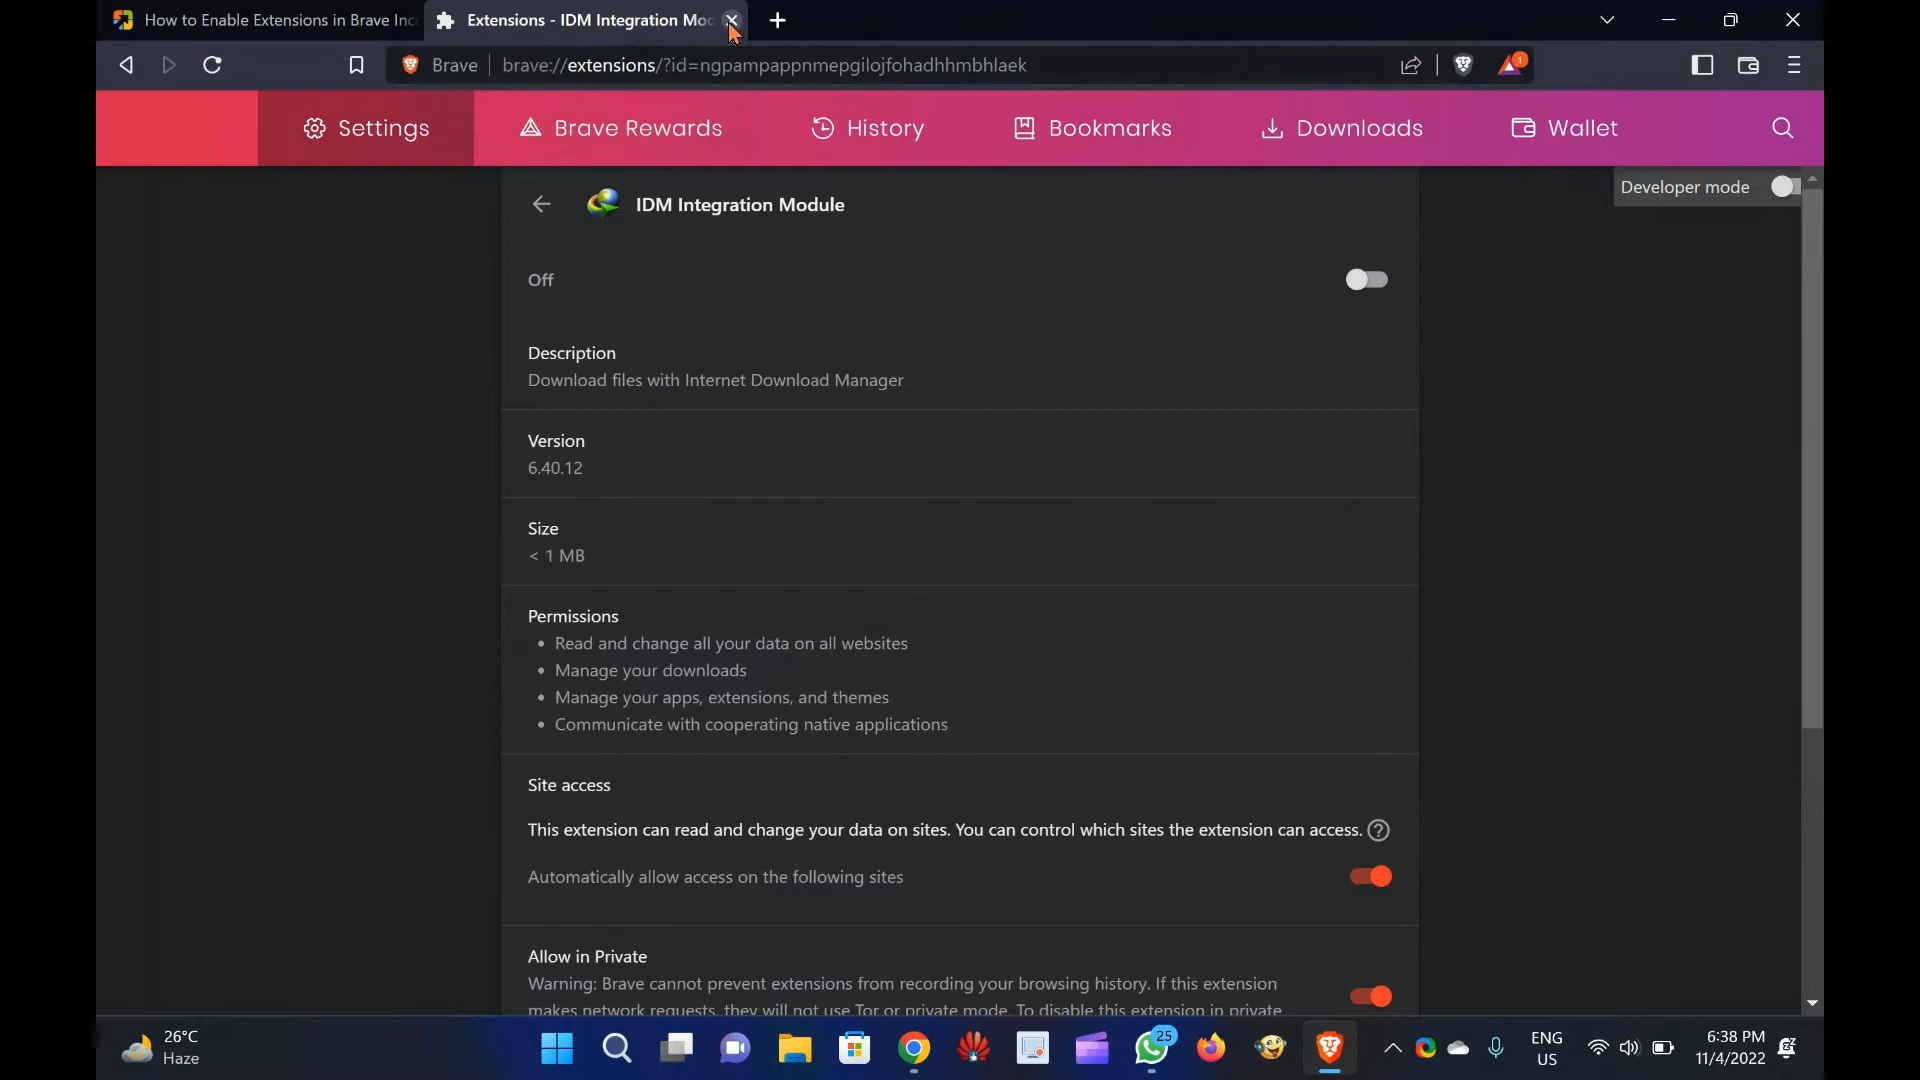 How to Enable Extensions in Brave Inc
Extensions - IDM Integration Mod
Brave
brave://extensions/?id=ngpampappnmepgilojfohadhhmbhlaek
1
Settings
Brave Rewards
History
Bookmarks
Downloads
Wallet
Developer mode
IDM Integration Module
Off
Description
Download files with Internet Download Manager
Version
6.40.12
Size
< 1 MB
Permissions
• Read and change all your data on all websites
• Manage your downloads
• Manage your apps, extensions, and themes
• Communicate with cooperating native applications
Site access
This extension can read and change your data on sites. You can control which sites the extension can access.
Automatically allow access on the following sites
Allow in Private
Warning: Brave cannot prevent extensions from recording your browsing history. If this extension
makes network requests, they will not use Tor or private mode. To disable this extension in private
26°C
Haze
25
ENG
US
6:38 PM
11/4/2022